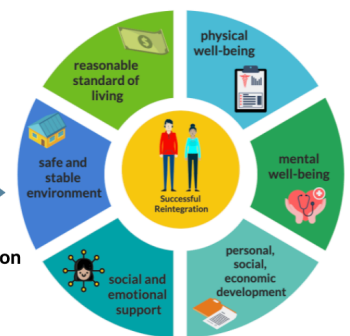 physical
well-being
mental
well-being
personal,
social,
economic
development
social and
emotional
support
safe and
stable
environment
reasonable
standard of
living
Successful
Reintegration
on